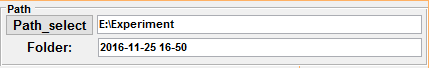 Path
Path_select E:\Experiment
Folder: 2016-11-25 16-50